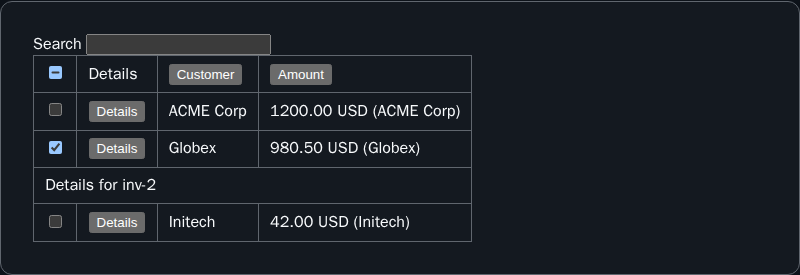 Search
Details Customer Amount
Details ACME Corp 1200.00 USD (ACME Corp)
Details Globex 980.50 USD (Globex)
Details for inv-2
Details Initech 42.00 USD (Initech)